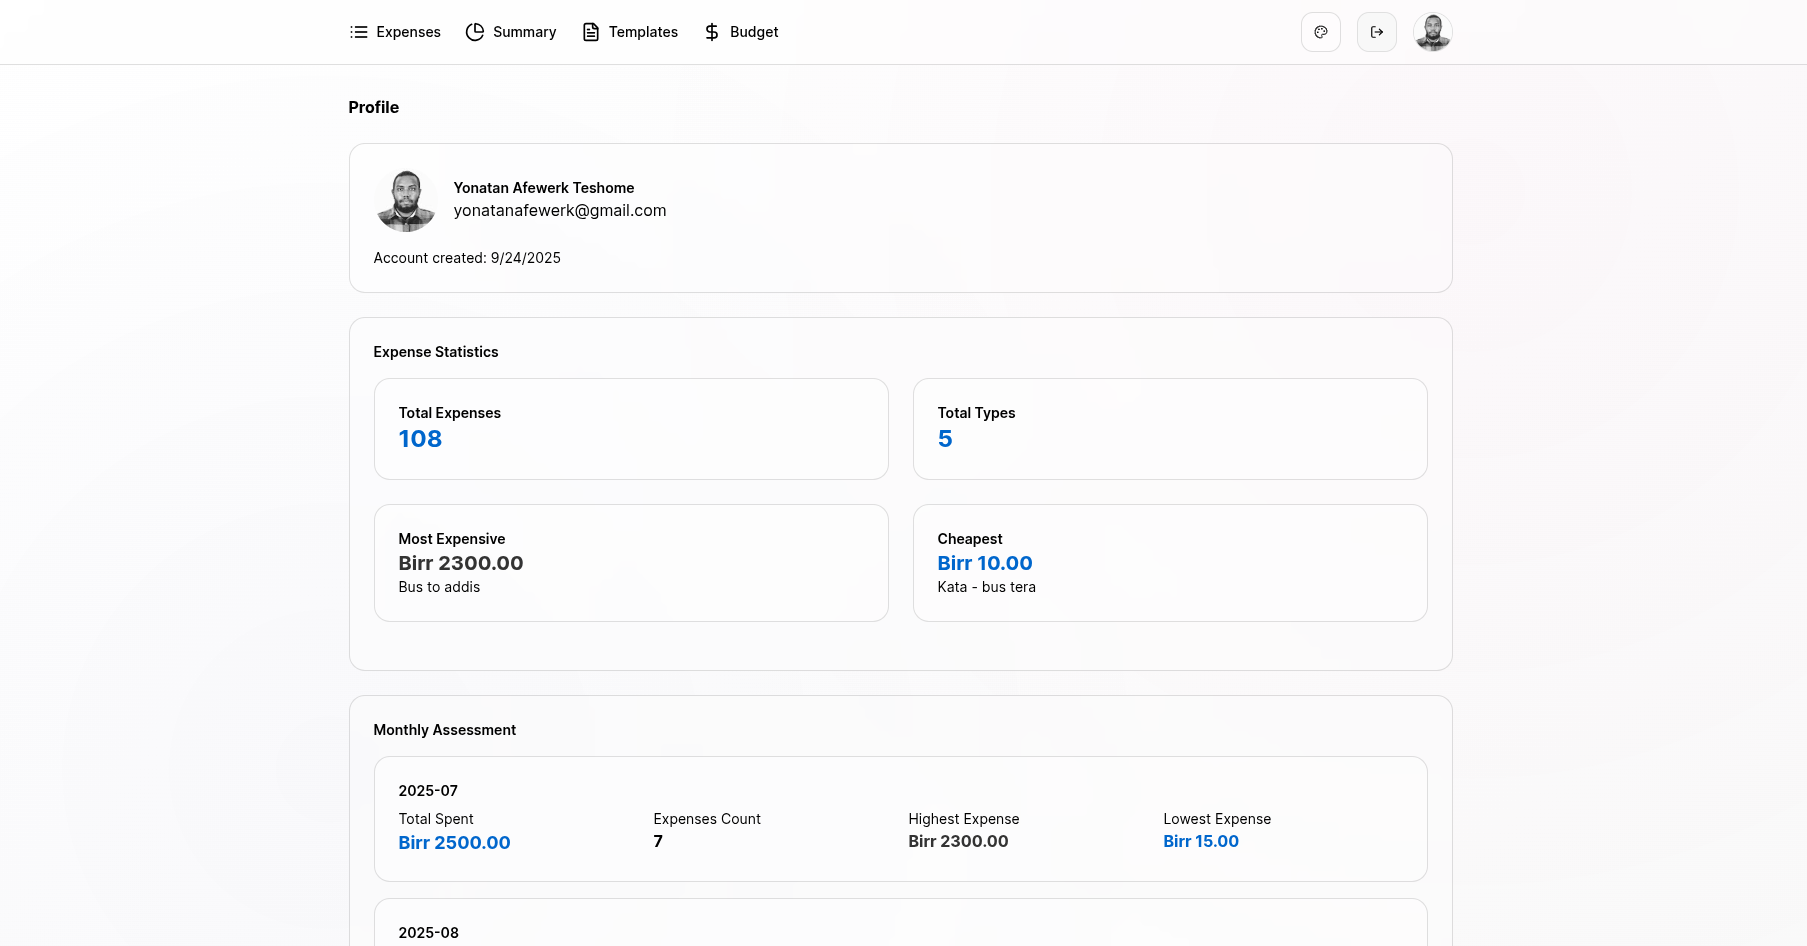 Expenses
Summary
Templates
Budget
Profile
Yonatan Afewerk Teshome
yonatanafewerk@gmail.com
Account created: 9/24/2025
Expense Statistics
Total Expenses
108
Total Types
5
Most Expensive
Birr 2300.00
Bus to addis
Cheapest
Birr 10.00
Kata - bus tera
Monthly Assessment
2025-07
Total Spent
Birr 2500.00
Expenses Count
7
Highest Expense
Birr 2300.00
Lowest Expense
Birr 15.00
2025-08